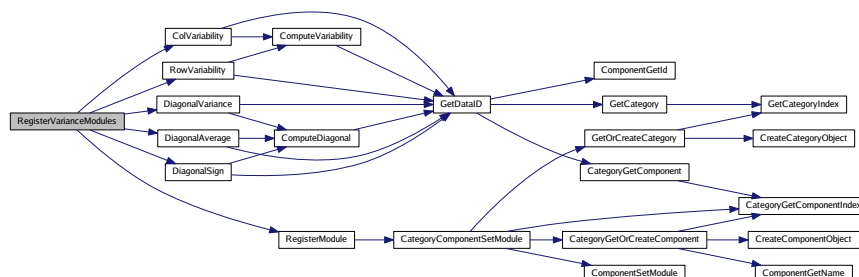 ColVariability
ComputeVariability
RowVariability
ComponentGetId
DiagonalVariance
GetDataID
GetCategory
GetCategoryIndex
RegisterVarianceModules
DiagonalAverage
ComputeDiagonal
GetOrCreateCategory
CreateCategoryObject
DiagonalSign
CategoryGetComponent
CategoryGetComponentIndex
RegisterModule
CategoryComponentSetModule
CategoryGetOrCreateComponent
CreateComponentObject
ComponentSetModule
ComponentGetName